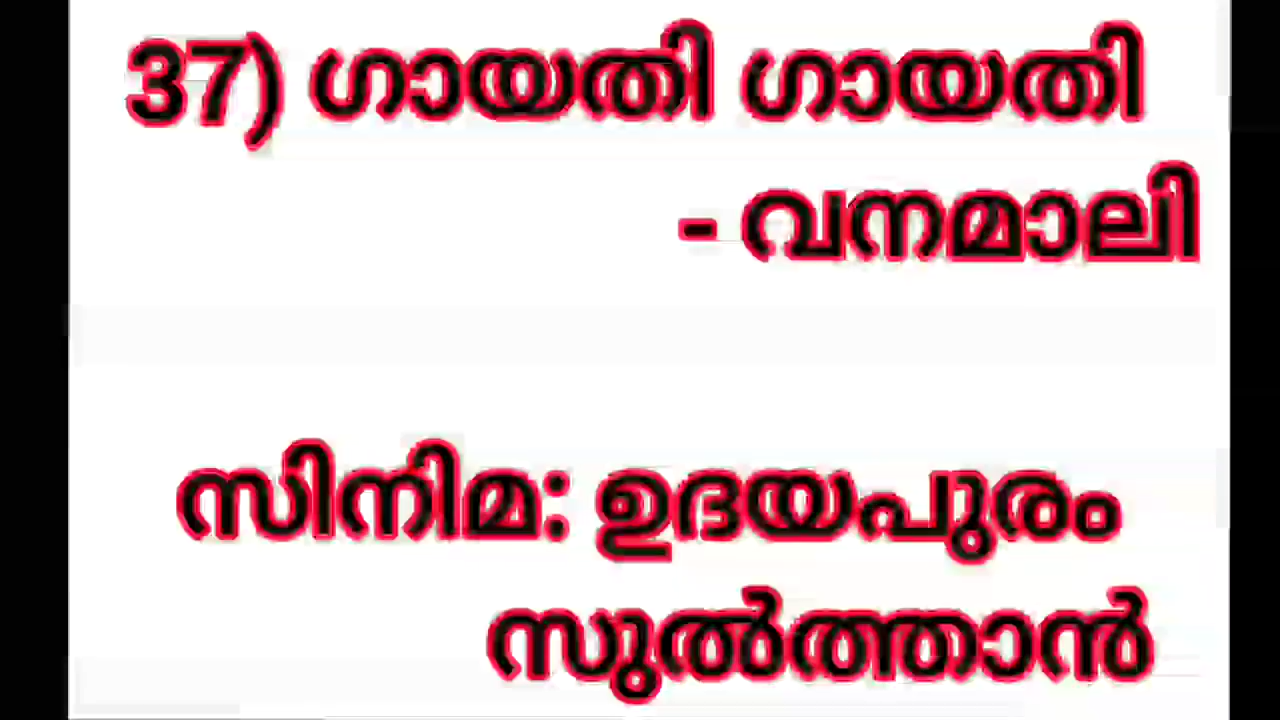 37) ഗായതി ഗായതി
- വനമാലി
സിനിമ: ഉദയപുരം
സുൽത്താൻ